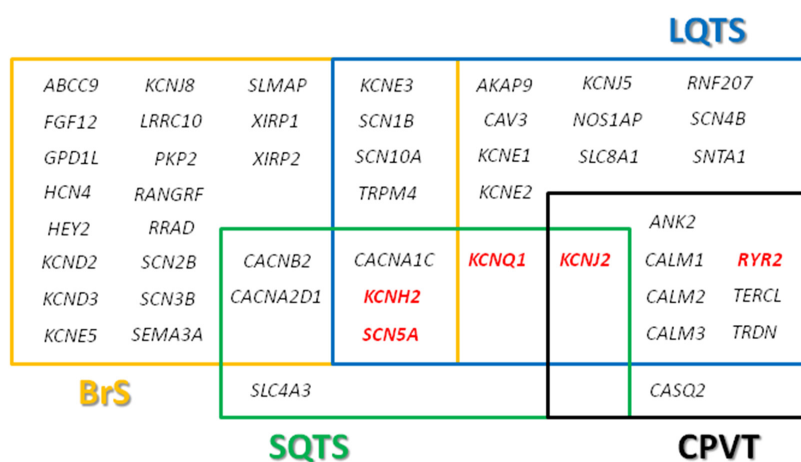 LQTS
ABCC9 KCNJ8 SLMAP KCNE3 AKAP9 KCNJ5 RNF207
FGF12 LRRC10 XIRP1 SCN1B CAV3 NOS1AP SCN4B
GPD1L PKP2 XIRP2 SCN10A KCNE1 SLC8A1 SNTA1
HCN4 RANGRF TRPM4 KCNE2
HEY2 RRAD ANK2
KCND2 SCN2B CACNB2 CACNA1C KCNQ1 KCNJ2 CALM1 RYR2
KCND3 SCN3B CACNA2D1 KCNH2 CALM2 TERCL
KCNE5 SEMA3A SCN5A CALM3 TRDN
BrS SLC4A3 CASQ2
SQTS CPVT